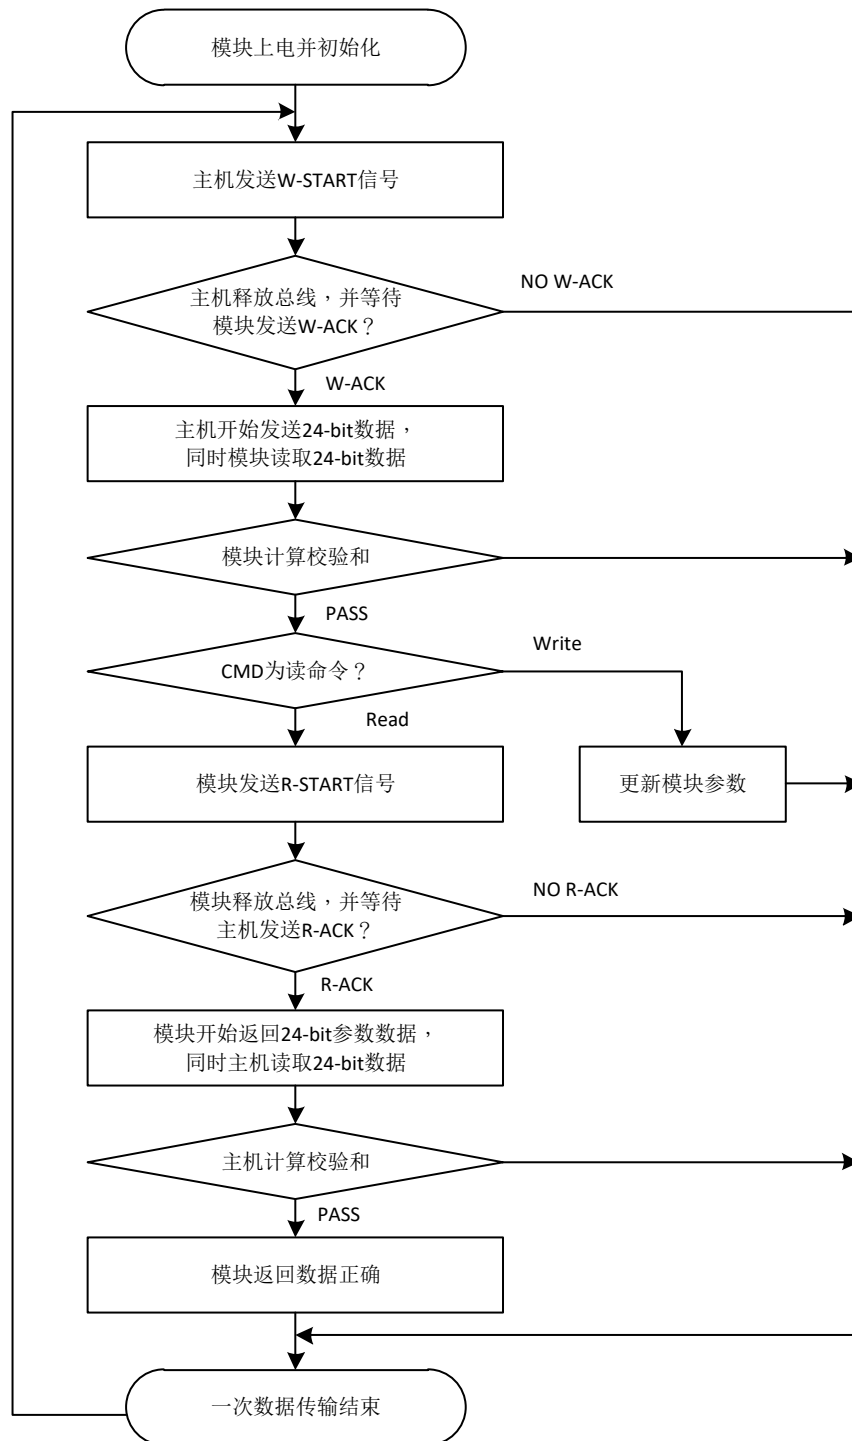 模块上电并初始化
主机发送W-START信号
主机释放总线，并等待
模块发送W-ACK？
NO W-ACK
W-ACK
主机开始发送24-bit数据，
同时模块读取24-bit数据
模块计算校验和
PASS
CMD为读命令？
Write
Read
模块发送R-START信号
更新模块参数
模块释放总线，并等待
主机发送R-ACK？
NO R-ACK
R-ACK
模块开始返回24-bit参数数据，
同时主机读取24-bit数据
主机计算校验和
PASS
模块返回数据正确
一次数据传输结束